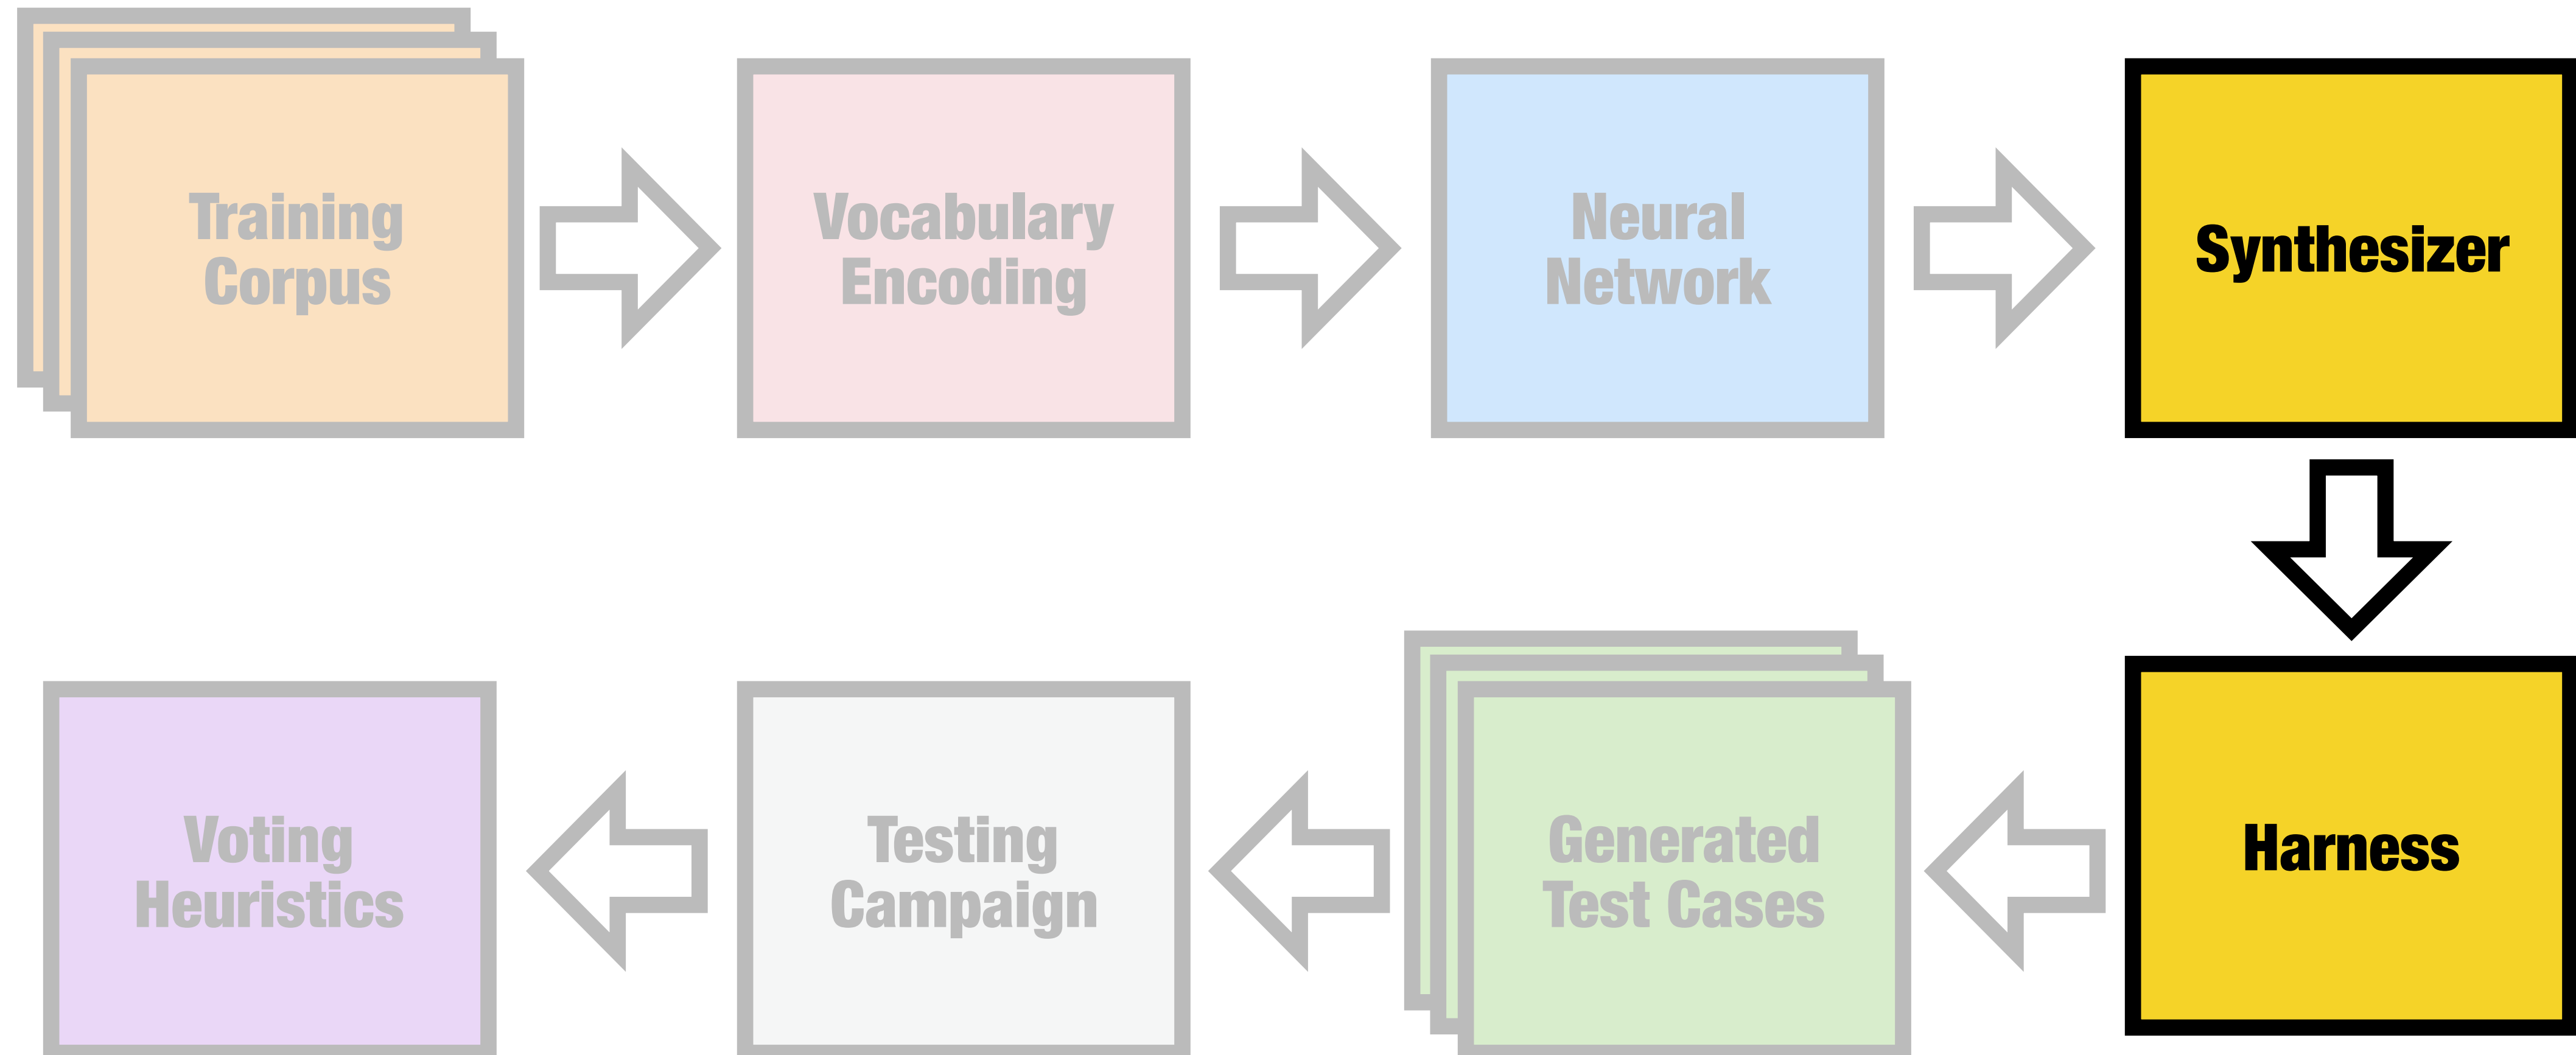 Training
Corpus
Vocabulary
Encoding
Neural
Network
Synthesizer
Voting
Heuristics
Testing
Campaign
Generated
Test Cases
Harness